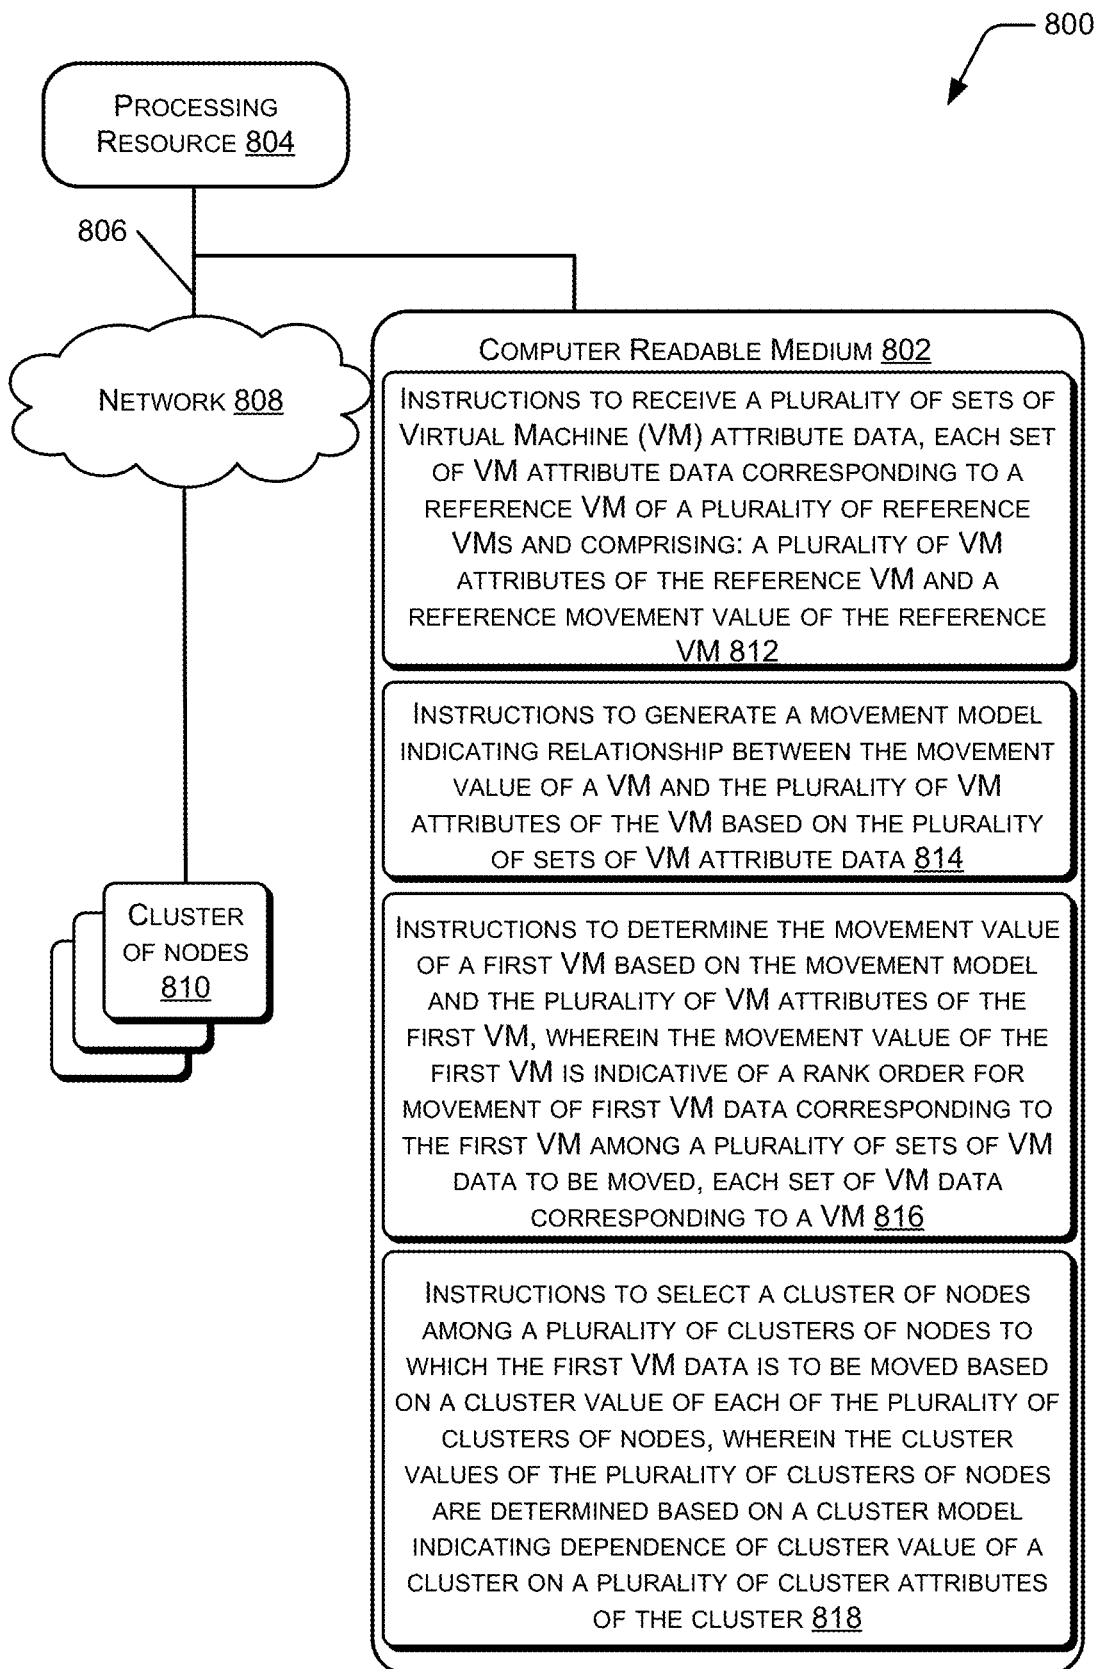 800
PROCESSING
RESOURCE 804
806
NETWORK 808
COMPUTER READABLE MEDIUM 802
INSTRUCTIONS TO RECEIVE A PLURALITY OF SETS OF
VIRTUAL MACHINE (VM) ATTRIBUTE DATA, EACH SET
OF VM ATTRIBUTE DATA CORRESPONDING TO A
REFERENCE VM OF A PLURALITY OF REFERENCE
VMS AND COMPRISING: A PLURALITY OF VM
ATTRIBUTES OF THE REFERENCE VM AND A
REFERENCE MOVEMENT VALUE OF THE REFERENCE
VM 812
INSTRUCTIONS TO GENERATE A MOVEMENT MODEL
INDICATING RELATIONSHIP BETWEEN THE MOVEMENT
VALUE OF A VM AND THE PLURALITY OF VM
ATTRIBUTES OF THE VM BASED ON THE PLURALITY
OF SETS OF VM ATTRIBUTE DATA 814
CLUSTER
OF NODES
810
INSTRUCTIONS TO DETERMINE THE MOVEMENT VALUE
OF A FIRST VM BASED ON THE MOVEMENT MODEL
AND THE PLURALITY OF VM ATTRIBUTES OF THE
FIRST VM, WHEREIN THE MOVEMENT VALUE OF THE
FIRST VM IS INDICATIVE OF A RANK ORDER FOR
MOVEMENT OF FIRST VM DATA CORRESPONDING TO
THE FIRST VM AMONG A PLURALITY OF SETS OF VM
DATA TO BE MOVED, EACH SET OF VM DATA
CORRESPONDING TO A VM 816
INSTRUCTIONS TO SELECT A CLUSTER OF NODES
AMONG A PLURALITY OF CLUSTERS OF NODES TO
WHICH THE FIRST VM DATA IS TO BE MOVED BASED
ON A CLUSTER VALUE OF EACH OF THE PLURALITY OF
CLUSTERS OF NODES, WHEREIN THE CLUSTER
VALUES OF THE PLURALITY OF CLUSTERS OF NODES
ARE DETERMINED BASED ON A CLUSTER MODEL
INDICATING DEPENDENCE OF CLUSTER VALUE OF A
CLUSTER ON A PLURALITY OF CLUSTER ATTRIBUTES
OF THE CLUSTER 818